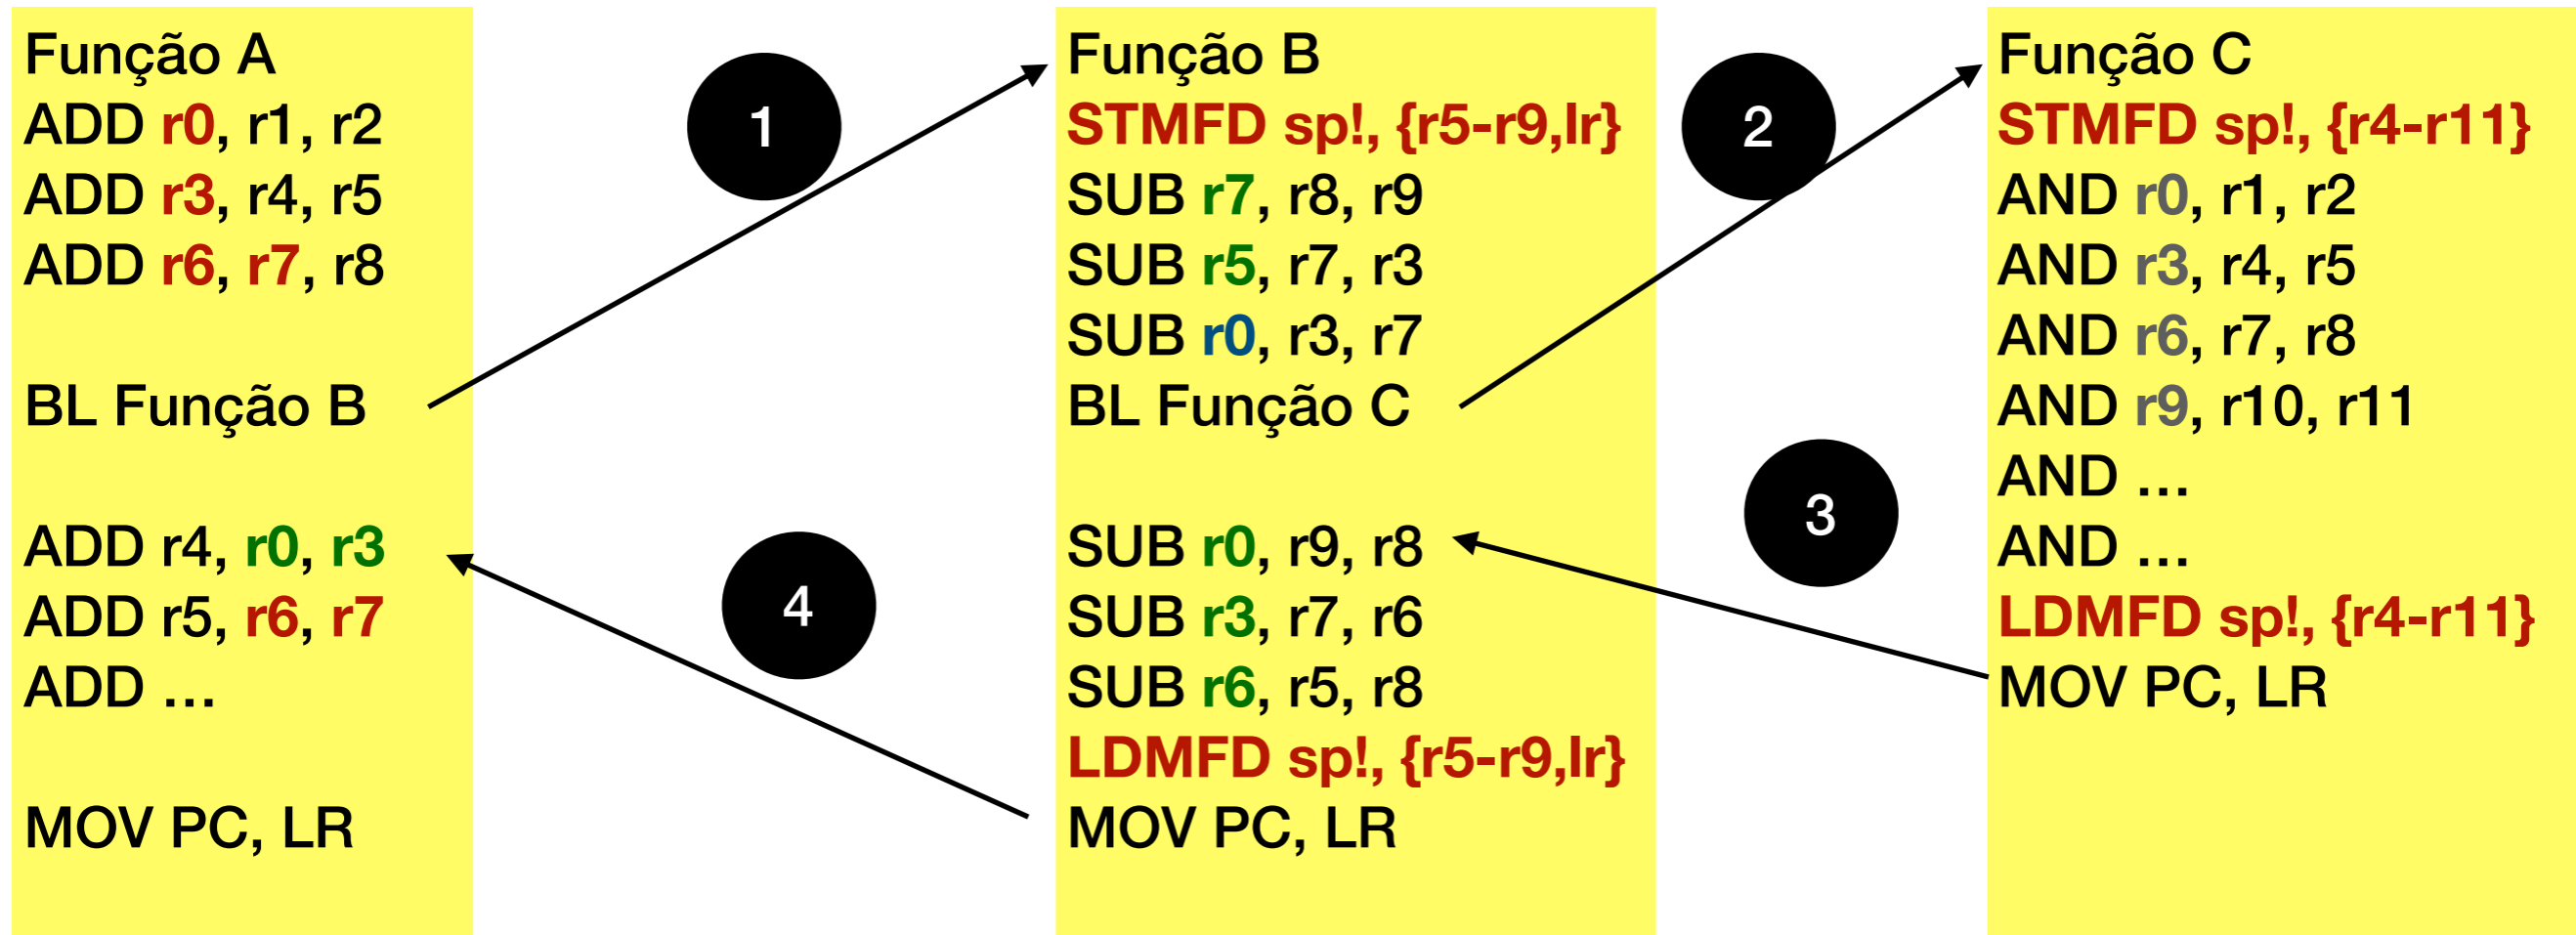 Função A
ADD r0, r1, r2
ADD r3, r4, r5
ADD r6, r7, r8
BL Função B
ADD r4, r0, r3
ADD r5, r6, r7
ADD ...
MOV PC, LR
1
4
Função B
STMFD sp!, {r5-r9,lr}
SUB r7, r8, r9
SUB r5, r7, r3
SUB r0, r3, r7
BL Função C
SUB r0, r9, r8
SUB r3, r7, r6
SUB r6, r5, r8
LDMFD sp!, {r5-r9,lr}
MOV PC, LR
2
3
Função C
STMFD sp!, {r4-r11}
AND r0, r1, r2
AND r3, r4, r5
AND r6, r7, r8
AND r9, r10, r11
AND ...
AND ...
LDMFD sp!, {r4-r11}
MOV PC, LR